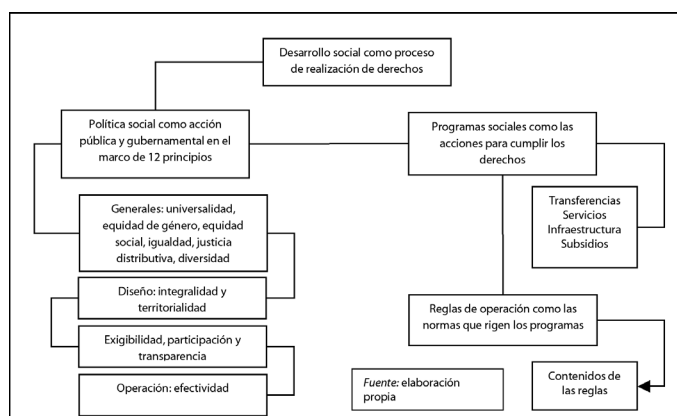 Desarrollo social como proceso
de realización de derechos
Política social como acción
pública y gubernamental en el
marco de 12 principios
Programas sociales como las
acciones para cumplir los
derechos
Generales: universalidad,
equidad de género, equidad
social, igualdad, justicia
distributiva, diversidad
Transferencias
Servicios
Infraestructura
Subsidios
Diseño: integralidad y
territorialidad
Reglas de operación como las
normas que rigen los programas
Exigibilidad, participación y
transparencia
Operación: efectividad
Fuente: elaboración
propia
Contenidos de
las reglas